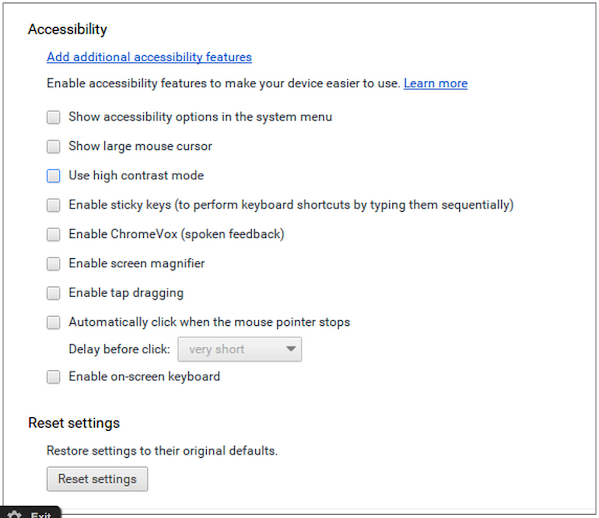 Accessibility
Add additional accessibility features
Enable accessibility features to make your device easier to use. Learn more
Show accessibility options in the system menu
Show large mouse cursor
Use high contrast mode
Enable sticky keys (to perform keyboard shortcuts by typing them sequentially)
Enable ChromeVox (spoken feedback)
Enable screen magnifier
Enable tap dragging
Automatically click when the mouse pointer stops
Delay before click: very short
Enable on-screen keyboard
Reset settings
Restore settings to their original defaults.
Reset settings
Exit